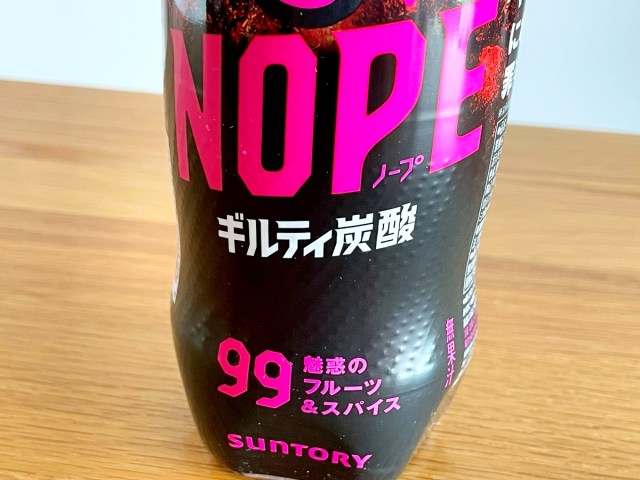 NOPE
ノープ
ギルティ炭酸
99
魅惑の
フルーツ
&スパイス
SUNTORY
無果汁